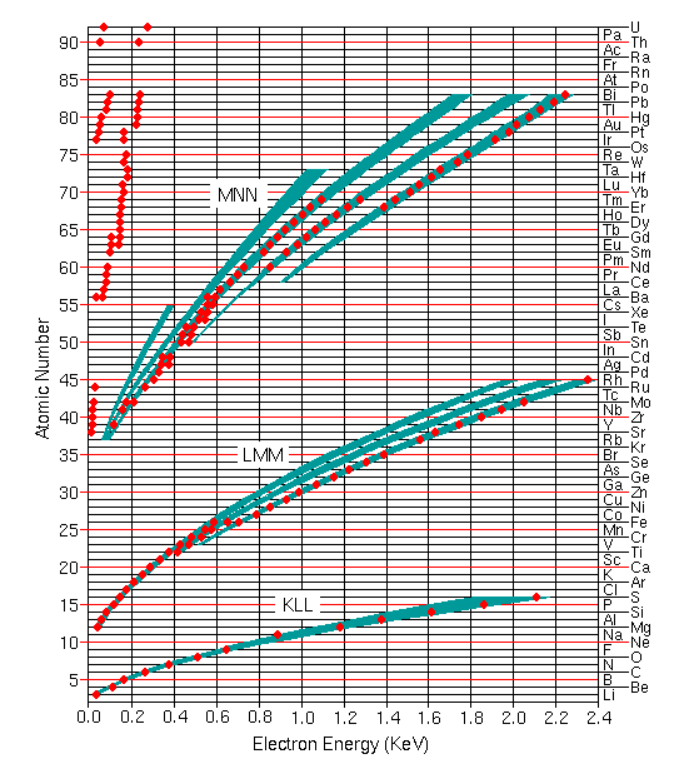 U
90 Pa Th
Ac Ra
Fr Rn
85 At Po
Bi Pb
80 Tl Hg
Au Pt
Ir Os
75 Re W
Ta Hf
70 Lu Yb
MNN
Tm Er
Ho Dy
65 Tb Gd
Eu Sm
60 Pm Nd
Pr Ce
La Ba
55 Cs Xe
I Te
50 Sb Sn
In Cd
Ag Pd
45 Rh Ru
Tc Mo
40 Nb Zr
Y Sr
Rb Kr
35 LMM Br Se
As Ge
30 Ga Zn
Cu Ni
Co Fe
25 Mn Cr
V Ti
20 Sc Ca
K Ar
Cl S
15 KLL P Si
Al Mg
10 Na Ne
F O
N C
5 B Be
Li
0.0 0.2 0.4 0.6 0.8 1.0 1.2 1.4 1.6 1.8 2.0 2.2 2.4
Electron Energy (KeV)
Atomic Number